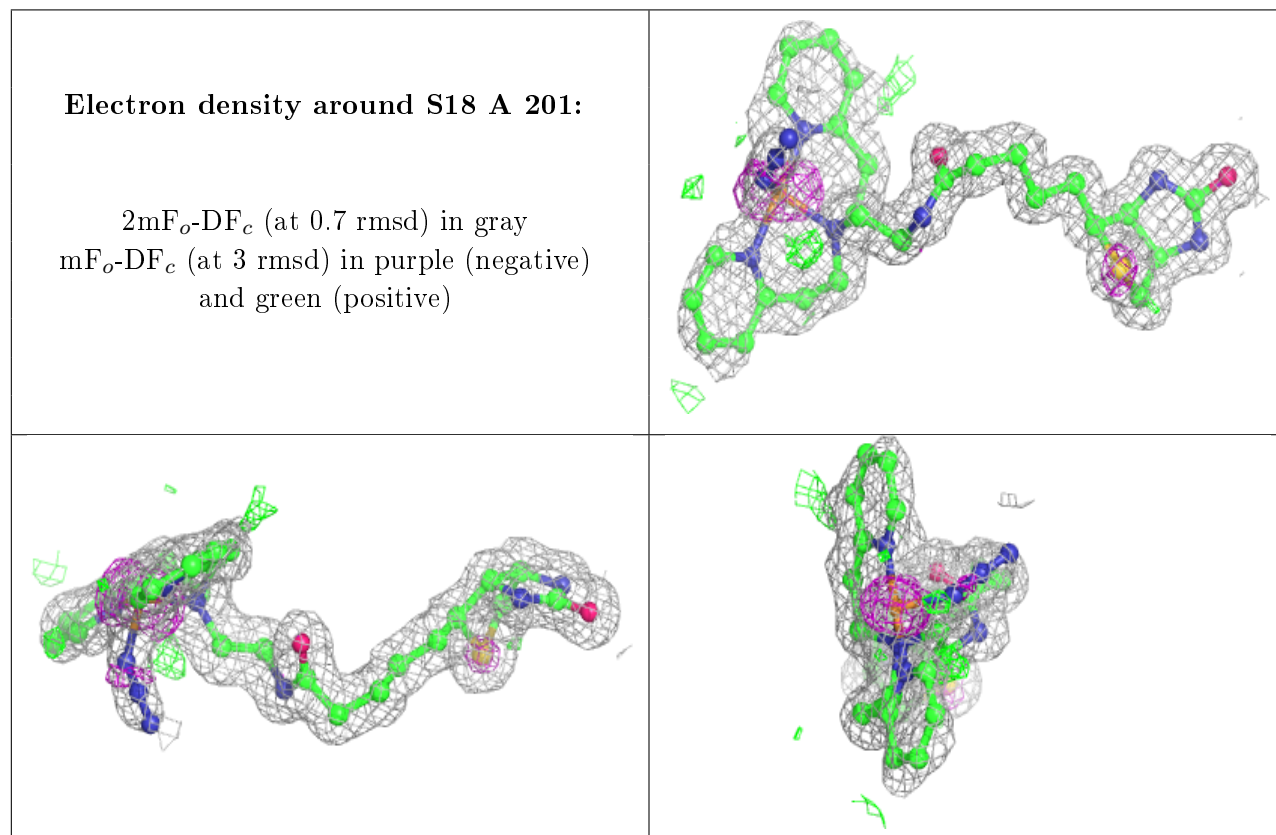 Electron density around S18 A 201:
2mFₒ-DF𝒸 (at 0.7 rmsd) in gray
mFₒ-DF𝒸 (at 3 rmsd) in purple (negative)
and green (positive)